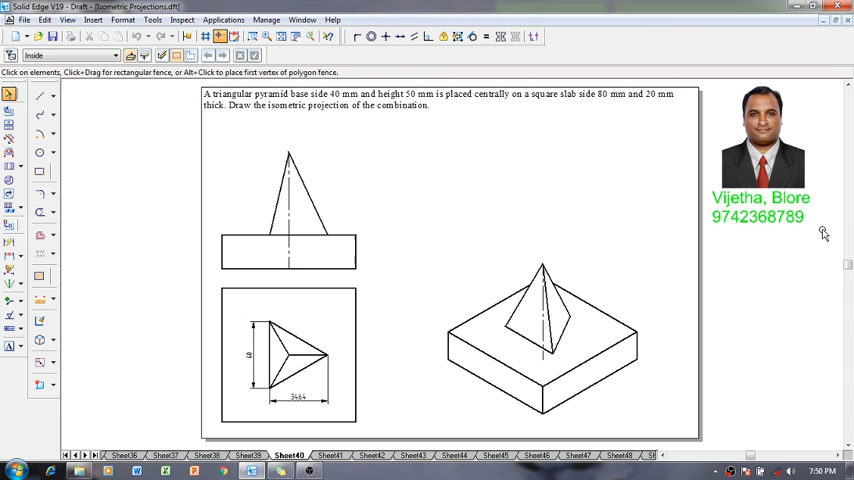 Solid Edge V19 - Draft - [Isometric Projections.dft]
File Edit View Insert Format Tools Inspect Applications Manage Window Help
Inside
Click on elements, Click+Drag for rectangular fence, or Alt+Click to place first vertex of polygon fence.
A triangular pyramid base side 40 mm and height 50 mm is placed centrally on a square slab side 80 mm and 20 mm
thick. Draw the isometric projection of the combination.
Vijetha, Blore
9742368789
40
34.64
Sheet36 Sheet37 Sheet38 Sheet39 Sheet40 Sheet41 Sheet42 Sheet43 Sheet44 Sheet45 Sheet46 Sheet47 Sheet48 Sh
7:50 PM